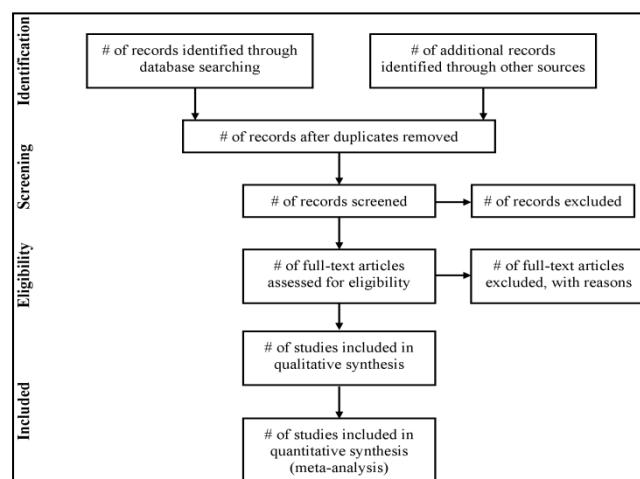 Identification
# of records identified through
database searching
# of additional records
identified through other sources
# of records after duplicates removed
Screening
# of records screened
# of records excluded
Eligibility
# of full-text articles
assessed for eligibility
# of full-text articles
excluded, with reasons
# of studies included in
qualitative synthesis
Included
# of studies included in
quantitative synthesis
(meta-analysis)